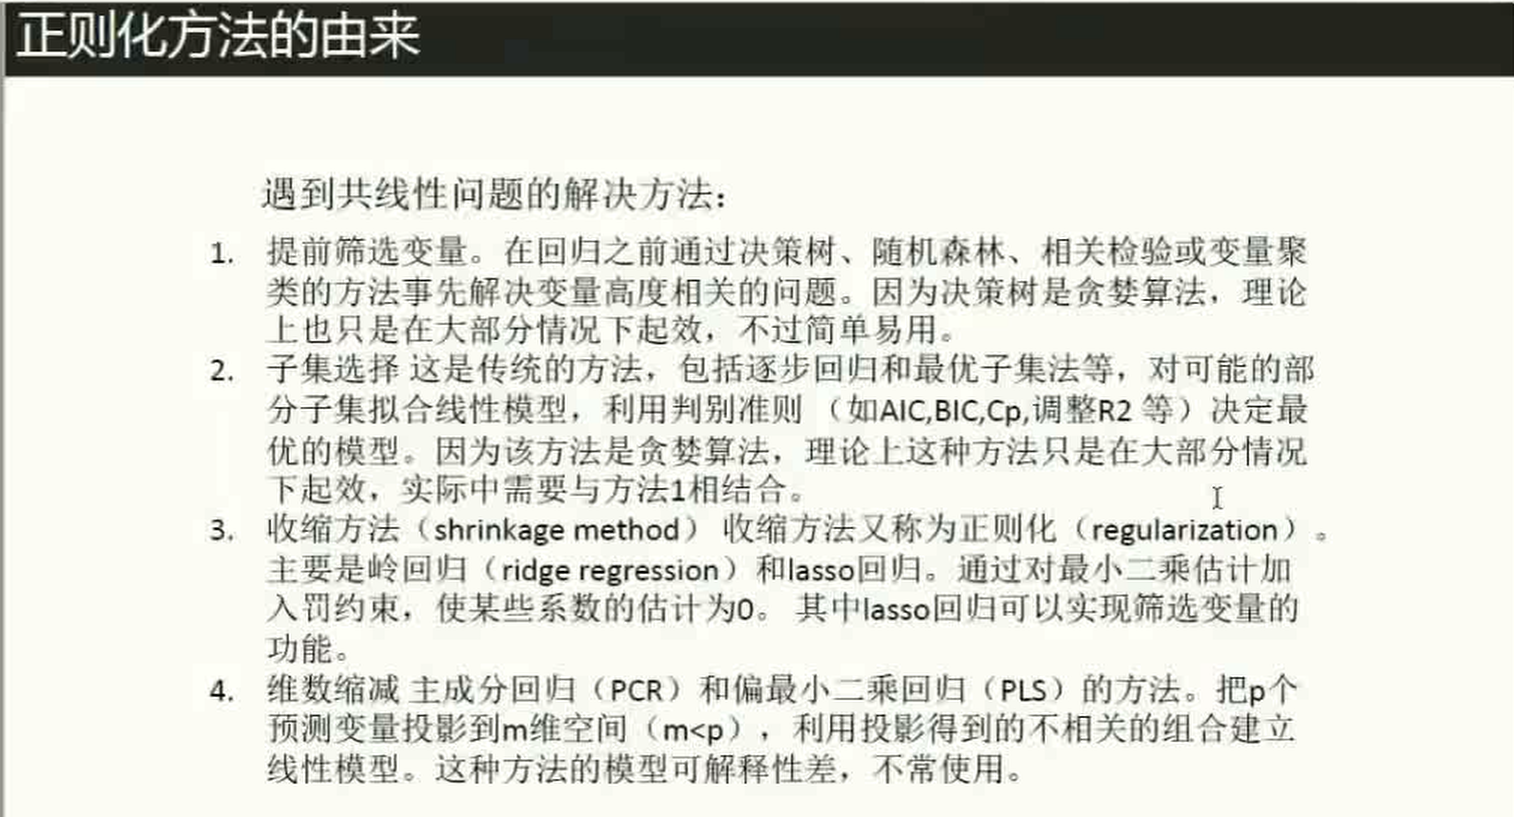 正则化方法的由来
遇到共线性问题的解决方法：
1. 提前筛选变量。在回归之前通过决策树、随机森林、相关检验或变量聚
类的方法事先解决变量高度相关的问题。因为决策树是贪婪算法，理论
上也只是在大部分情况下起效，不过简单易用。
2. 子集选择 这是传统的方法，包括逐步回归和最优子集法等，对可能的部
分子集拟合线性模型，利用判别准则 （如AIC,BIC,Cp,调整R2 等）决定最
优的模型。因为该方法是贪婪算法，理论上这种方法只是在大部分情况
下起效，实际中需要与方法1相结合。
3. 收缩方法（shrinkage method） 收缩方法又称为正则化（regularization）。
主要是岭回归（ridge regression）和lasso回归。通过对最小二乘估计加
入罚约束，使某些系数的估计为0。 其中lasso回归可以实现筛选变量的
功能。
4. 维数缩减 主成分回归（PCR）和偏最小二乘回归（PLS）的方法。把p个
预测变量投影到m维空间（m<p），利用投影得到的不相关的组合建立
线性模型。这种方法的模型可解释性差，不常使用。